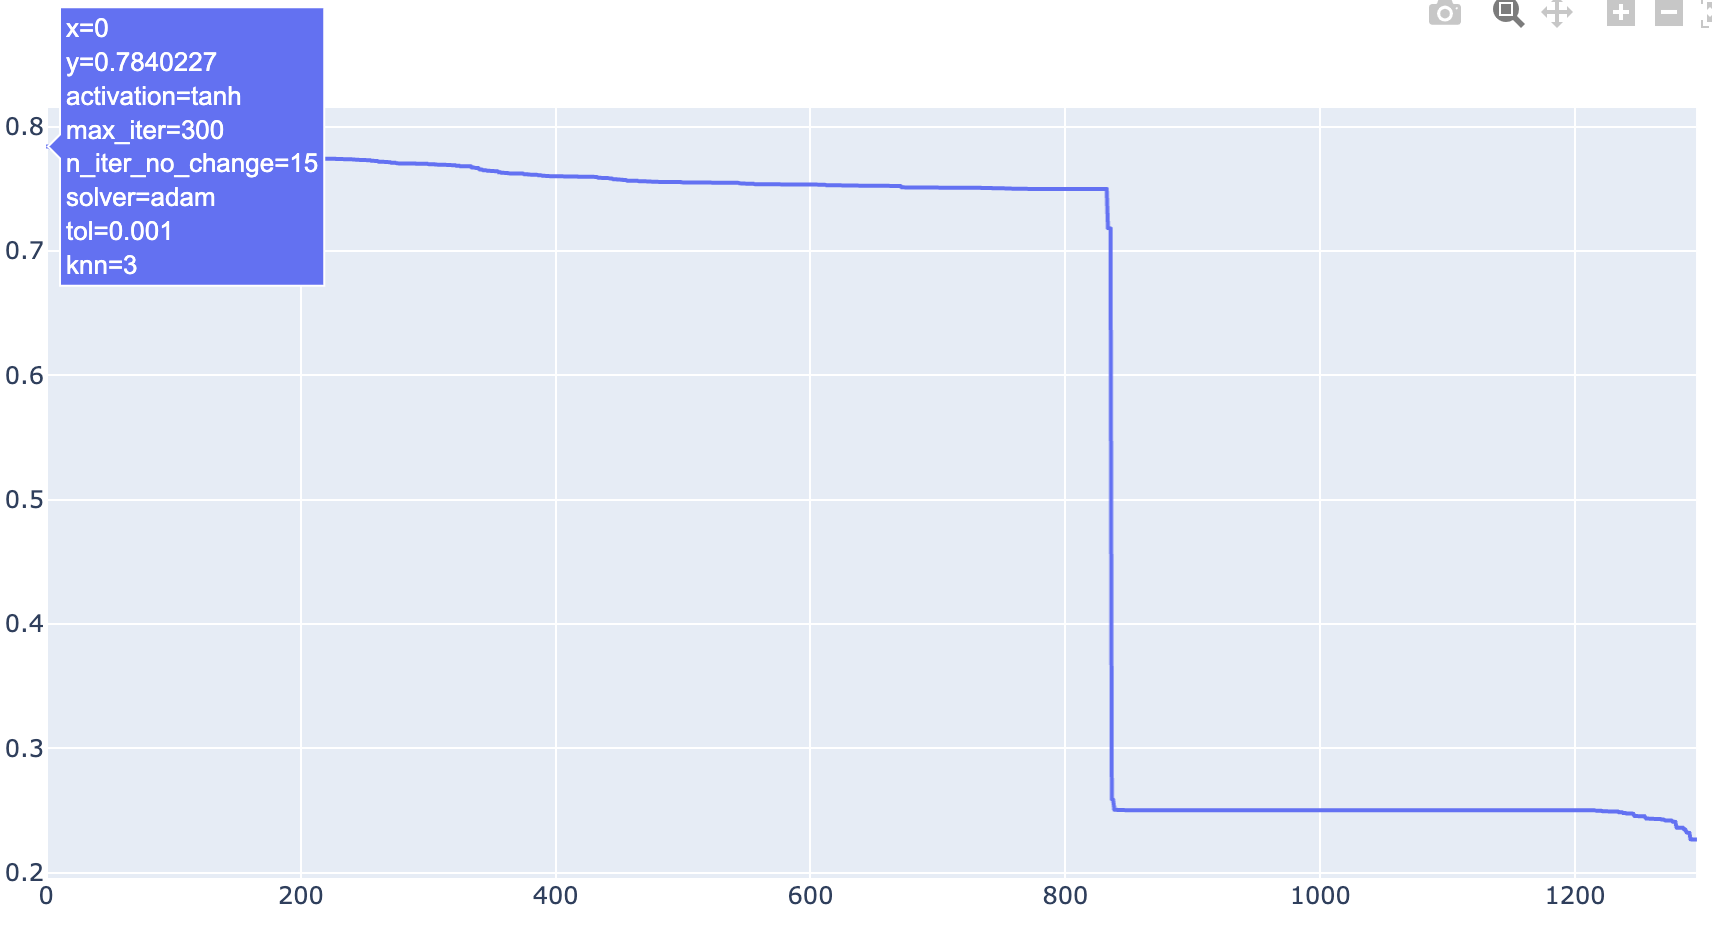 x=0
y=0.7840227
activation=tanh
max_iter=300
n_iter_no_change=15
solver=adam
tol=0.001
knn=3
0.8
0.7
0.6
0.5
0.4
0.3
0.2
0 200 400 600 800 1000 1200